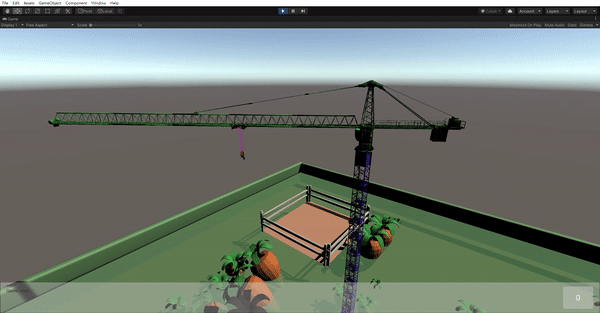 File Edit Assets GameObject Component Window Help
Pivot Local Collab Account Layers Layout
Game
Display 1 Free Aspect Scale 1x Maximize On Play Mute Audio Stats Gizmos
0